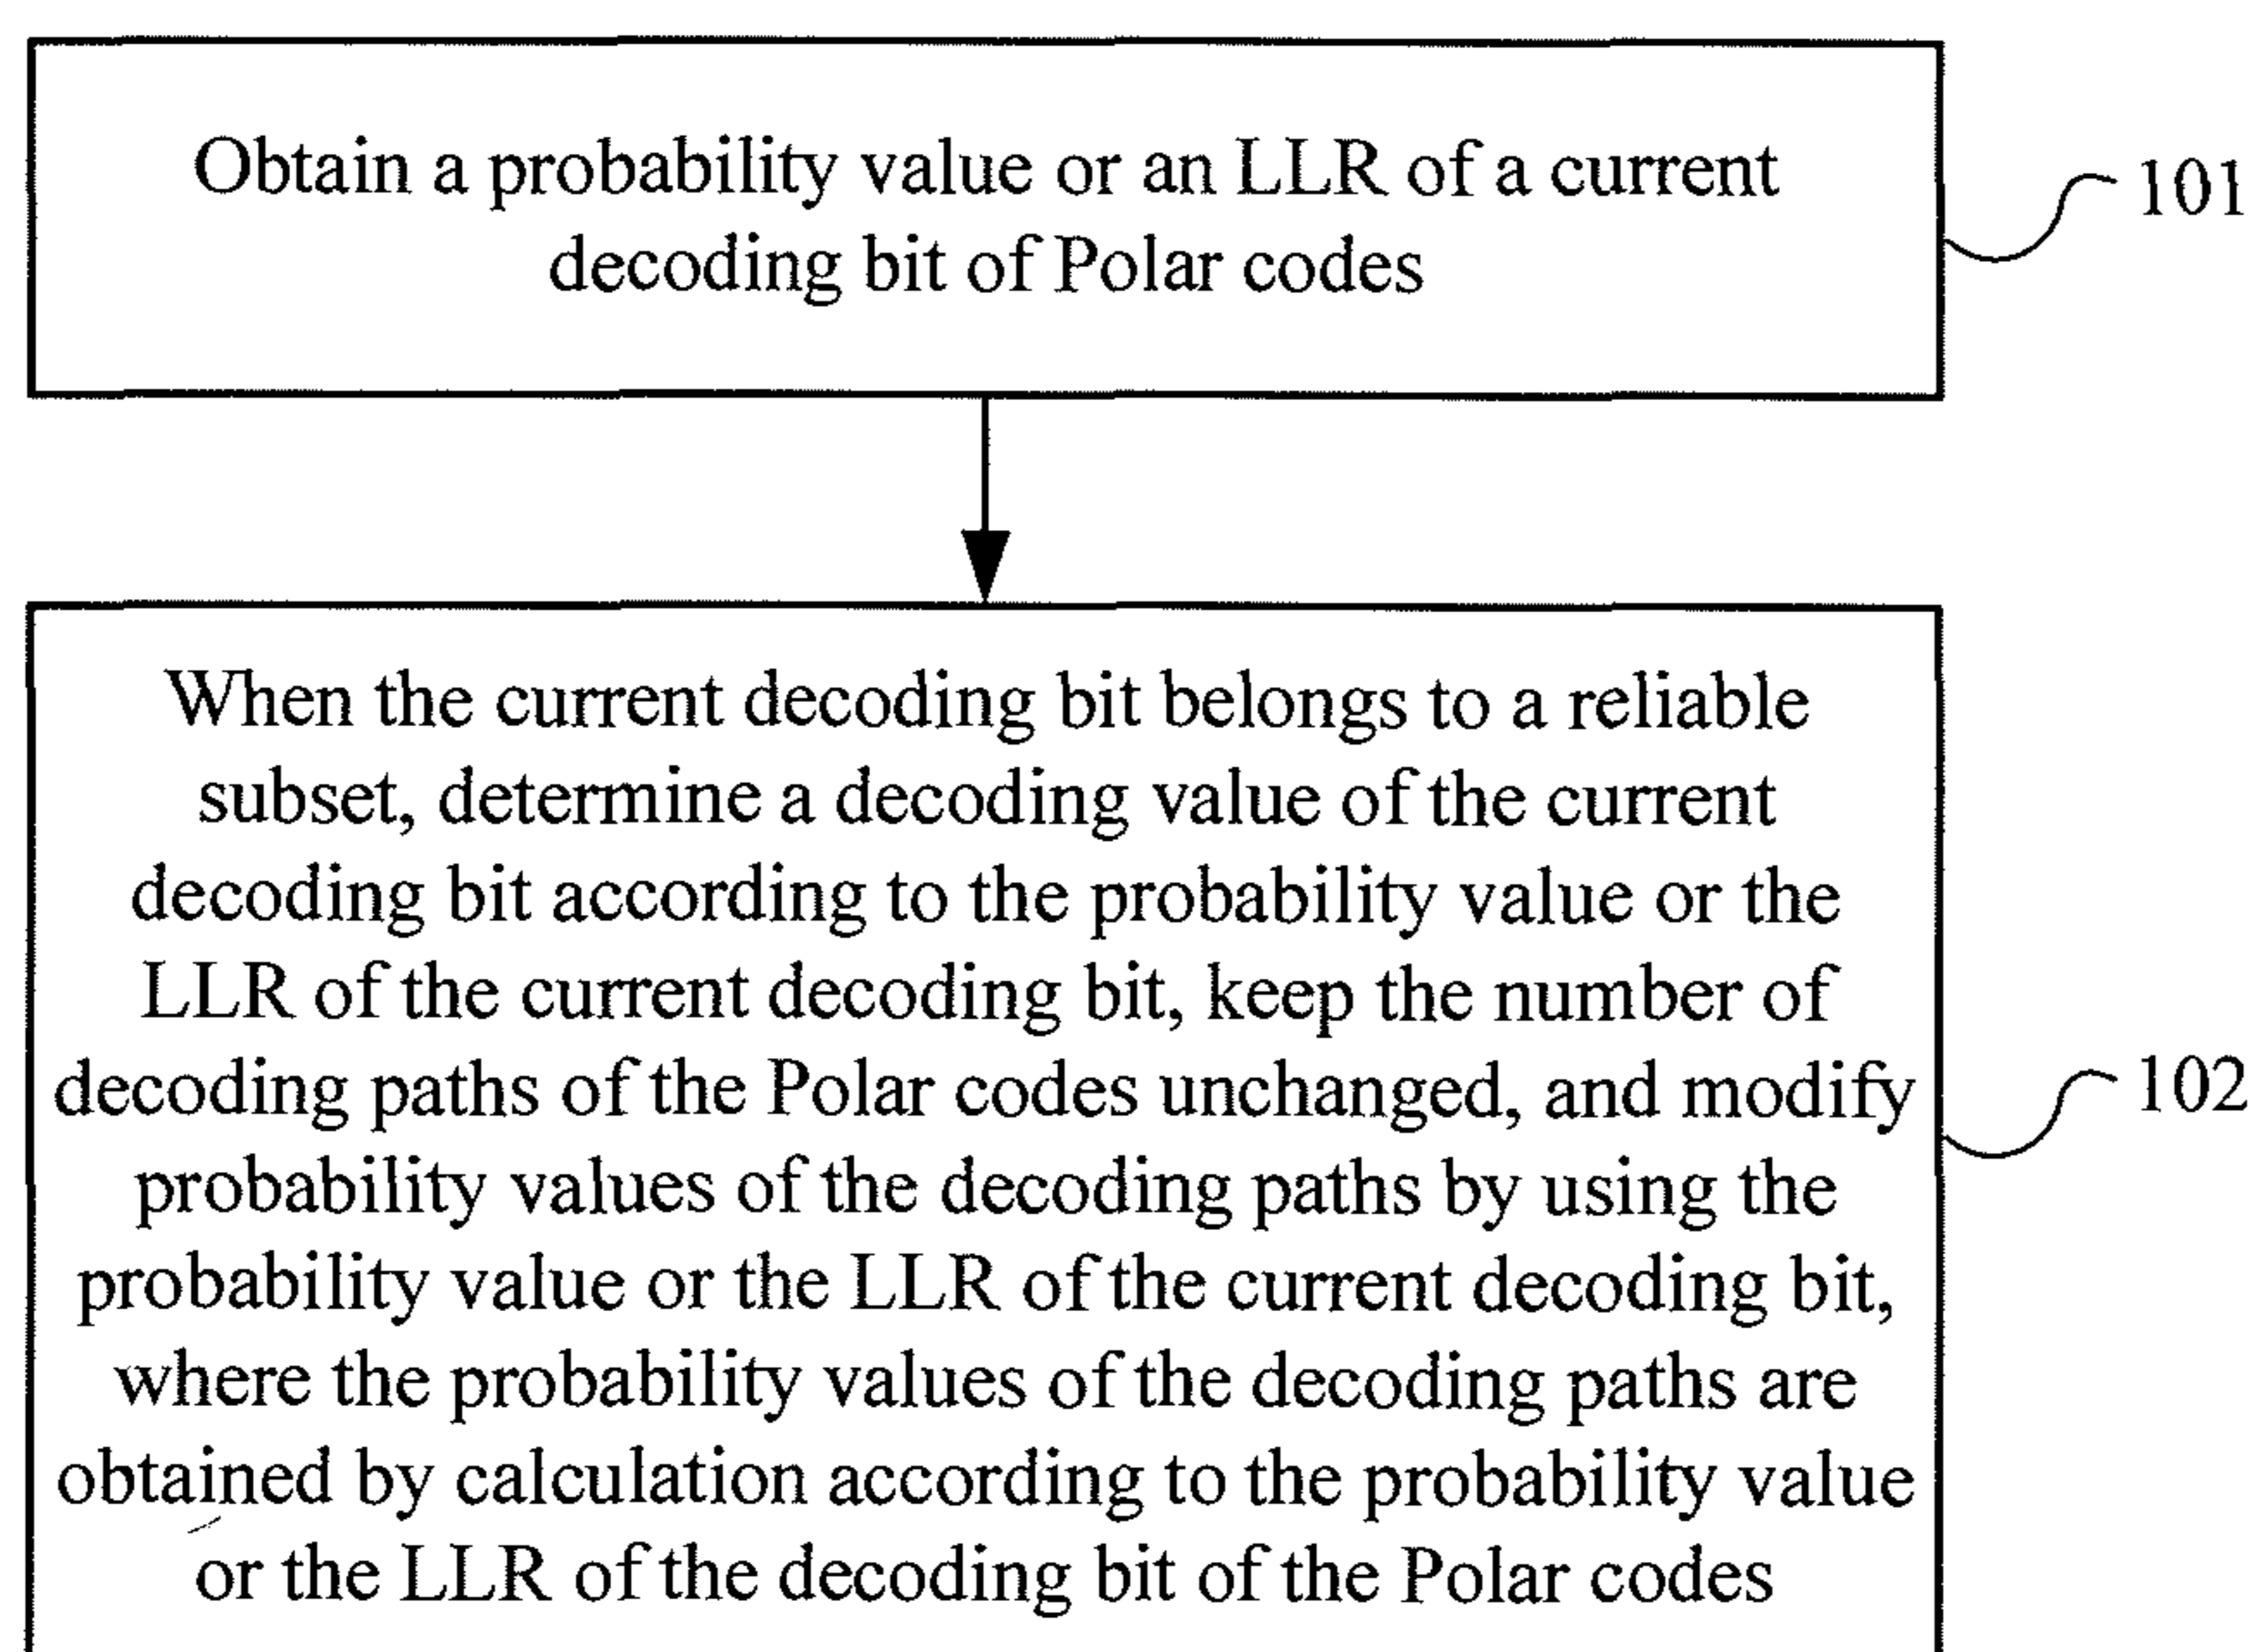 Obtain a probability value or an LLR of a current
decoding bit of Polar codes
101
When the current decoding bit belongs to a reliable
subset, determine a decoding value of the current
decoding bit according to the probability value or the
LLR of the current decoding bit, keep the number of
decoding paths of the Polar codes unchanged, and modify
102
probability values of the decoding paths by using the
probability value or the LLR of the current decoding bit,
where the probability values of the decoding paths are
obtained by calculation according to the probability value
or the LLR of the decoding bit of the Polar codes